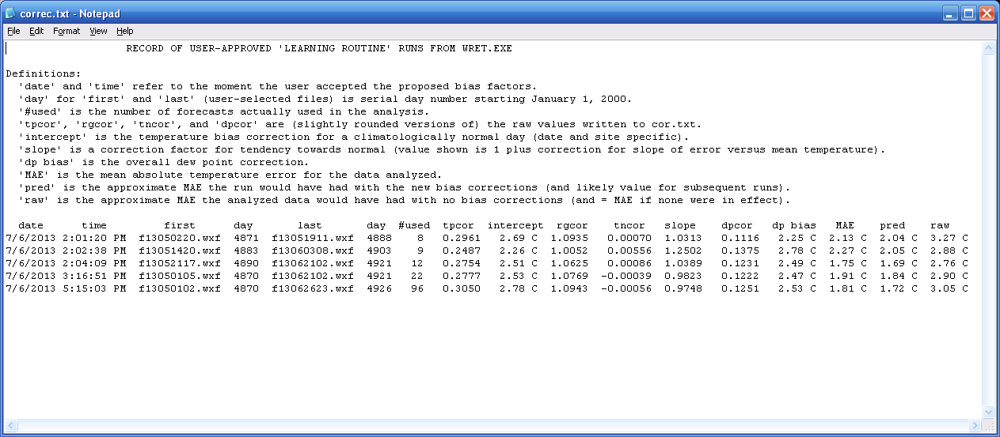 correc.txt - Notepad
File Edit Format View Help
RECORD OF USER-APPROVED 'LEARNING ROUTINE' RUNS FROM WRET.EXE
Definitions:
'date' and 'time' refer to the moment the user accepted the proposed bias factors.
'day' for 'first' and 'last' (user-selected files) is serial day number starting January 1, 2000.
'#used' is the number of forecasts actually used in the analysis.
'tpcor', 'rgcor', 'tncor', and 'dpcor' are (slightly rounded versions of) the raw values written to cor.txt.
'intercept' is the temperature bias correction for a climatologically normal day (date and site specific).
'slope' is a correction factor for tendency towards normal (value shown is 1 plus correction for slope of error versus mean temperature).
'dp bias' is the overall dew point correction.
'MAE' is the mean absolute temperature error for the data analyzed.
'pred' is the approximate MAE the run would have had with the new bias corrections (and likely value for subsequent runs).
'raw' is the approximate MAE the analyzed data would have had with no bias corrections (and = MAE if none were in effect).
date time first day last day #used tpcor intercept rgcor tncor slope dpcor dp bias MAE pred raw
7/6/2013 2:01:20 PM f13050220.wxf 4871 f13051911.wxf 4888 8 0.2961 2.69 C 1.0935 0.00070 1.0313 0.1116 2.25 C 2.13 C 2.04 C 3.27 C
7/6/2013 2:02:38 PM f13051420.wxf 4883 f13060308.wxf 4903 9 0.2487 2.26 C 1.0052 0.00556 1.2502 0.1375 2.78 C 2.27 C 2.05 C 2.88 C
7/6/2013 2:04:09 PM f13052117.wxf 4890 f13062102.wxf 4921 12 0.2754 2.51 C 1.0625 0.00086 1.0389 0.1231 2.49 C 1.75 C 1.69 C 2.76 C
7/6/2013 3:16:51 PM f13050105.wxf 4870 f13062102.wxf 4921 22 0.2777 2.53 C 1.0769 -0.00039 0.9823 0.1222 2.47 C 1.91 C 1.84 C 2.90 C
7/6/2013 5:15:03 PM f13050102.wxf 4870 f13062623.wxf 4926 96 0.3050 2.78 C 1.0943 -0.00056 0.9748 0.1251 2.53 C 1.81 C 1.72 C 3.05 C